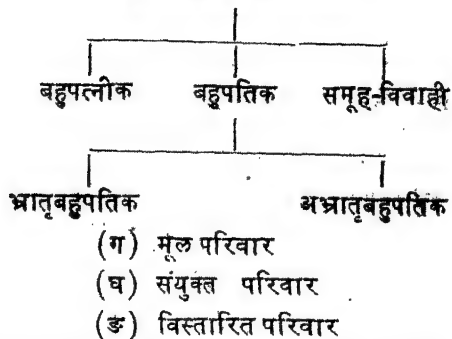 बहुपत्नीक बहुपतिक समूह-विवाही
भ्रातृबहुपतिक अभ्रातृबहुपतिक
(ग) मूल परिवार
(घ) संयुक्त परिवार
(ङ) विस्तारित परिवार